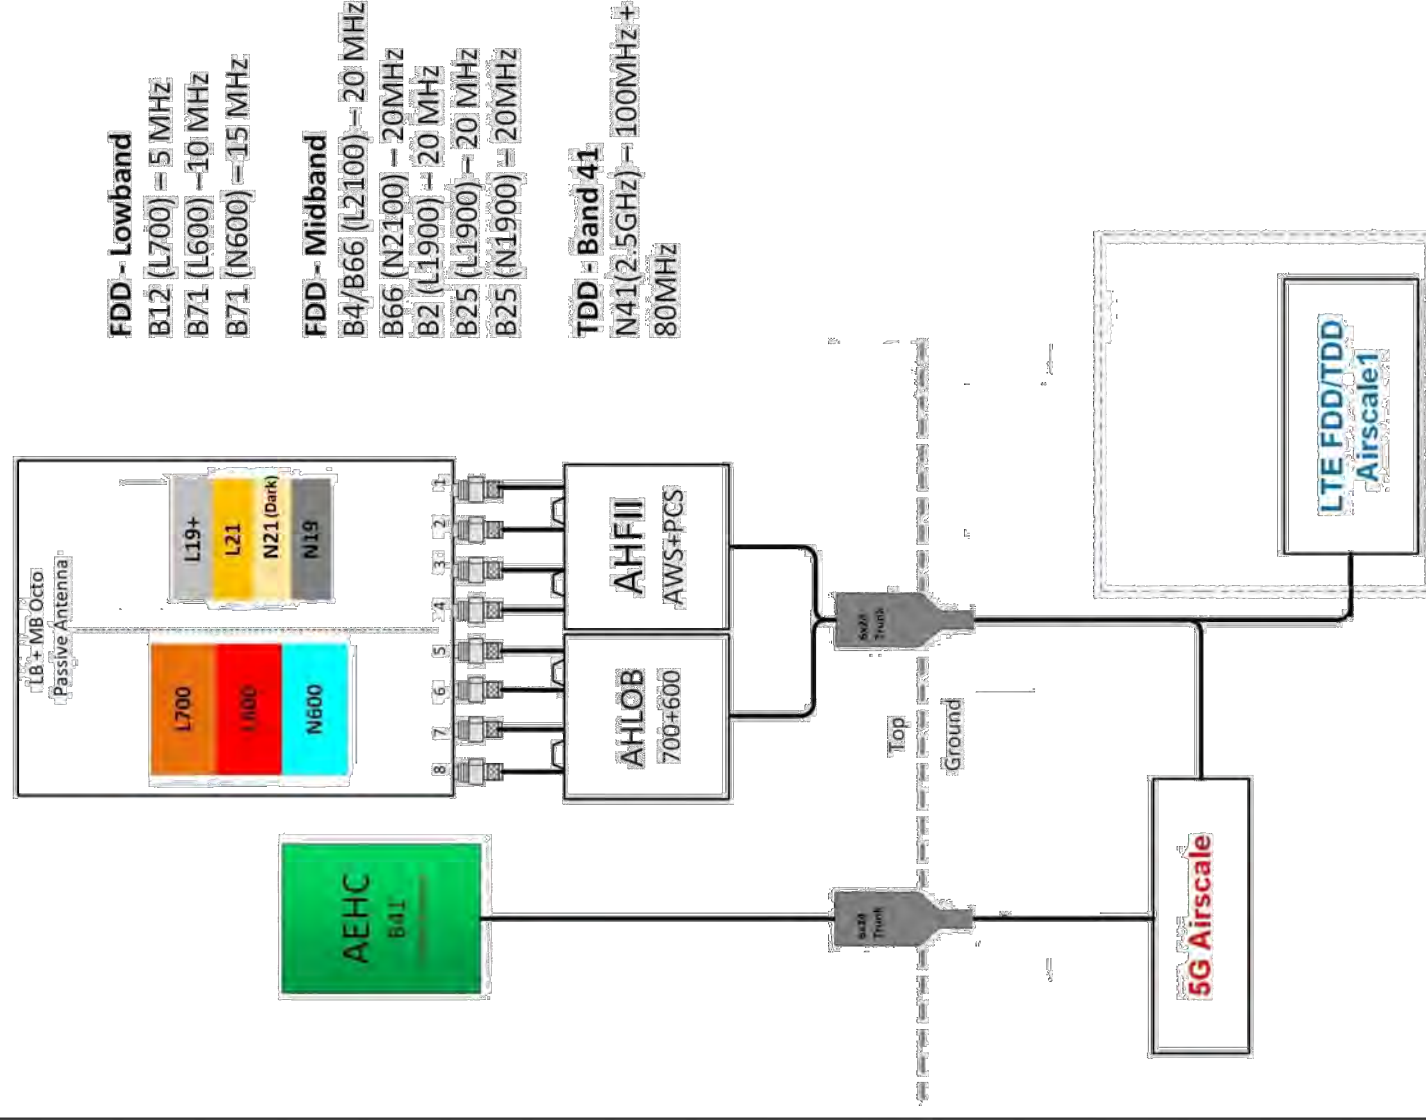 AEHC
B41
LB + MB Octo
Passive Antenna
L700
L600
N600
L19+
L21
N21 (Dark)
N19
8 7 6 5 4 3 2 1
AHLOB
700+600
AHFII
AWS+PCS
6x24
Trunk
6x24
Trunk
Top
Ground
5G Airscale
LTE FDD/TDD
Airscale1
FDD - Lowband
B12 (L700) – 5 MHz
B71 (L600) –10 MHz
B71 (N600) –15 MHz
FDD - Midband
B4/B66 (L2100) – 20 MHz
B66 (N2100) – 20MHz
B2 (L1900) – 20 MHz
B25 (L1900) – 20 MHz
B25 (N1900) – 20MHz
TDD - Band 41
N41(2.5GHz) – 100MHz +
80MHz